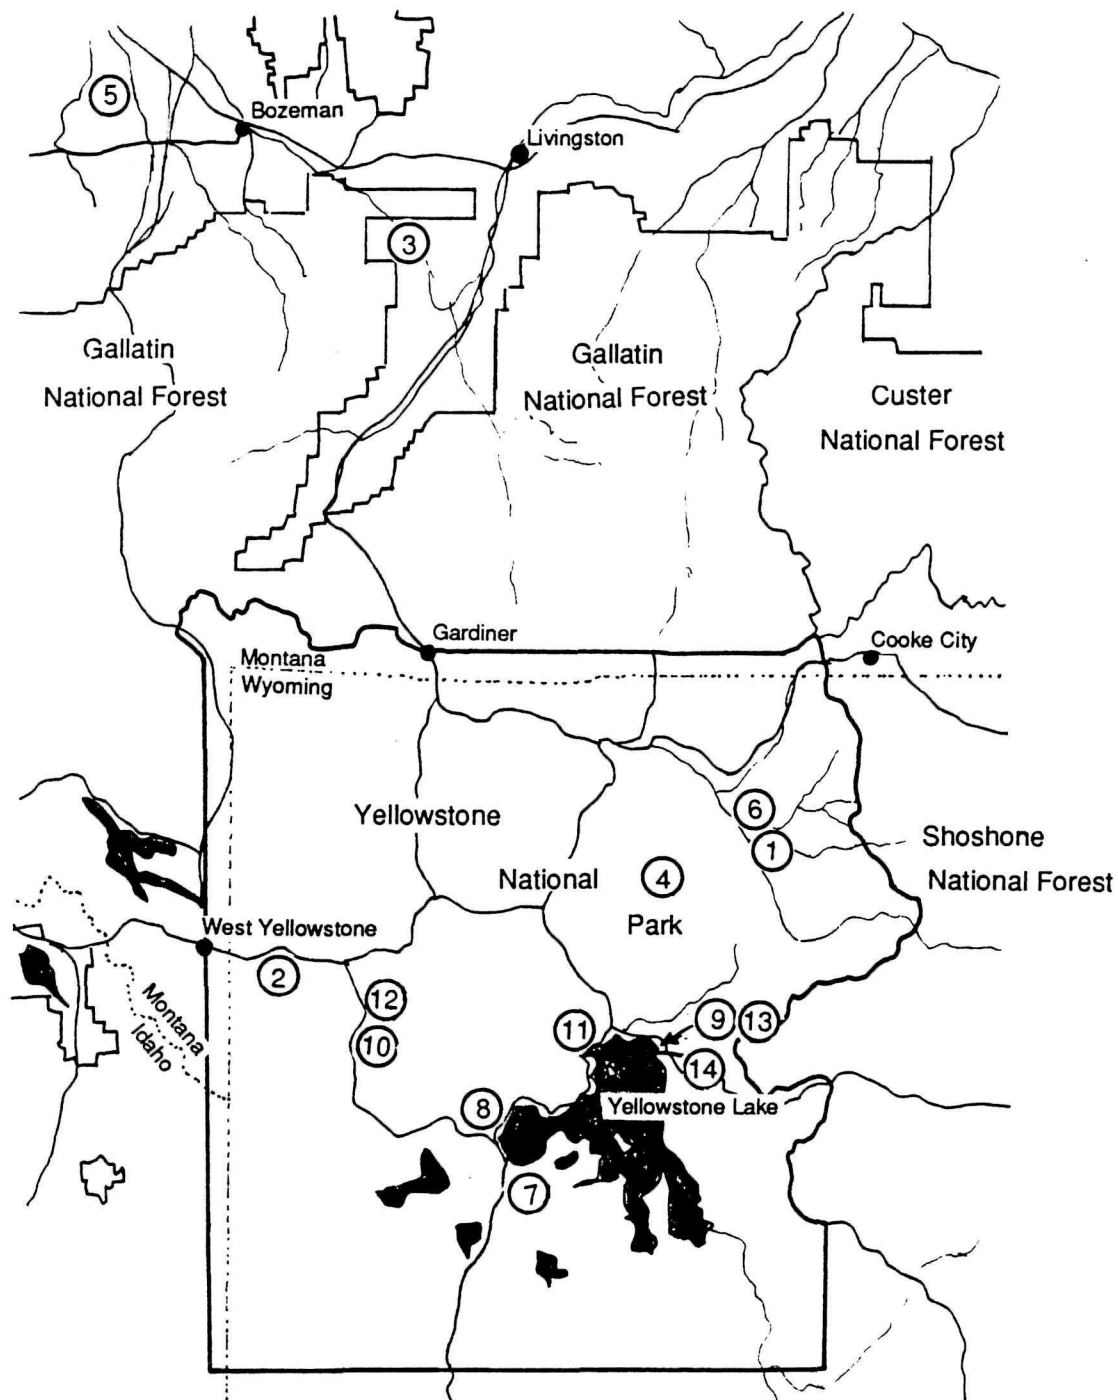 5
Bozeman
Livingston
3
Gallatin
National Forest
Gallatin
National Forest
Custer
National Forest
Gardiner
Cooke City
Montana
Wyoming
Yellowstone
6
1
Shoshone
National Forest
National
4
Park
West Yellowstone
2
12
Montana
Idaho
11
9
13
10
14
8
Yellowstone Lake
7